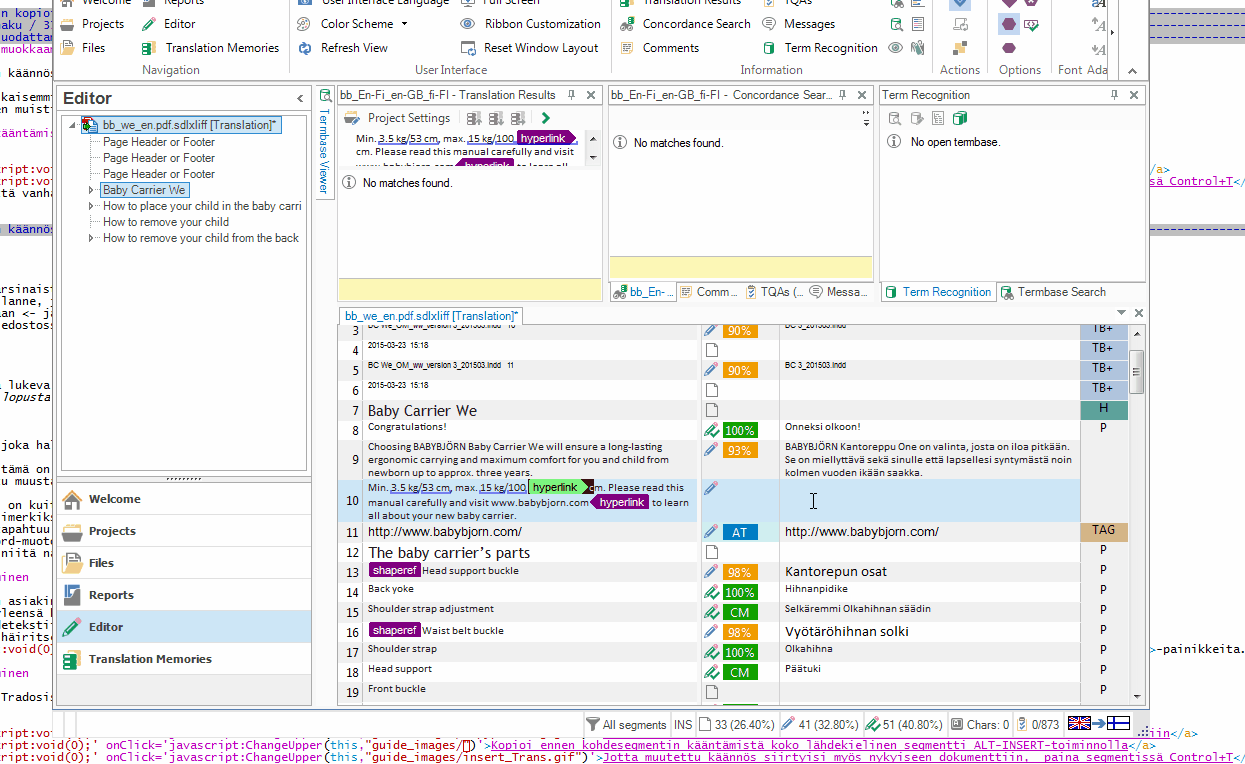 Welcome Reports User Interface Language Full Screen Translation Results TQAs
Projects Editor Color Scheme Ribbon Customization Concordance Search Messages
Files Translation Memories Refresh View Reset Window Layout Comments Term Recognition
Navigation User Interface Information Actions Options Font Ada
Editor
bb_we_en.pdf.sdlxliff [Translation]*
Page Header or Footer
Page Header or Footer
Page Header or Footer
Baby Carrier We
How to place your child in the baby carri
How to remove your child
How to remove your child from the back
Welcome
Projects
Files
Reports
Editor
Translation Memories
Termbase Viewer
bb_En-Fi_en-GB_fi-FI - Translation Results
Project Settings
Min. 3.5 kg/53 cm, max. 15 kg/100 hyperlink
cm. Please read this manual carefully and visit
www.babybjorn.com hyperlink to learn all
No matches found.
bb_En-Fi_en-GB_fi-FI - Concordance Sear...
No matches found.
bb_En-... Comm... TQAs (... Messa...
Term Recognition
No open termbase.
Term Recognition Termbase Search
bb_we_en.pdf.sdlxliff [Translation]*
3 BC We_OM_ww_version 3_201503.indd 10 90% BC 3_201503.indd TB+
4 2015-03-23 15:18 TB+
5 BC We_OM_ww_version 3_201503.indd 11 90% BC 3_201503.indd TB+
6 2015-03-23 15:18 TB+
7 Baby Carrier We H
8 Congratulations! 100% Onneksi olkoon! P
9 Choosing BABYBJÖRN Baby Carrier We will ensure a long-lasting
ergonomic carrying and maximum comfort for you and child from
newborn up to approx. three years.
93% BABYBJÖRN Kantoreppu One on valinta, josta on iloa pitkään.
Se on miellyttävä sekä sinulle että lapsellesi syntymästä noin
kolmen vuoden ikään saakka.
10 Min. 3.5 kg/53 cm, max. 15 kg/100 hyperlink cm. Please read this
manual carefully and visit www.babybjorn.com hyperlink to learn
all about your new baby carrier.
11 http://www.babybjorn.com/ AT http://www.babybjorn.com/ TAG
12 The baby carrier's parts P
13 shaperef Head support buckle 98% Kantorepun osat P
14 Back yoke 100% Hihnanpidike P
15 Shoulder strap adjustment CM Selkäremmi Olkahihnan säädin P
16 shaperef Waist belt buckle 98% Vyötäröhihnan solki P
17 Shoulder strap 100% Olkahihna P
18 Head support CM Päätuki P
19 Front buckle P
All segments INS 33 (26.40%) 41 (32.80%) 51 (40.80%) Chars: 0 0/873
ript:void(0);' onClick='javascript:ChangeUpper(this,"guide_images/")'>Kopioi ennen kohdesegmentin kääntämistä koko lähdekielinen segmentti ALT-INSERT-toiminnolla</a>
ript:void(0);' onClick='javascript:ChangeUpper(this,"guide_images/insert_Trans.gif")'>Jotta muutettu käännös siirtyisi myös nykyiseen dokumenttiin, paina segmentissä Control+T</